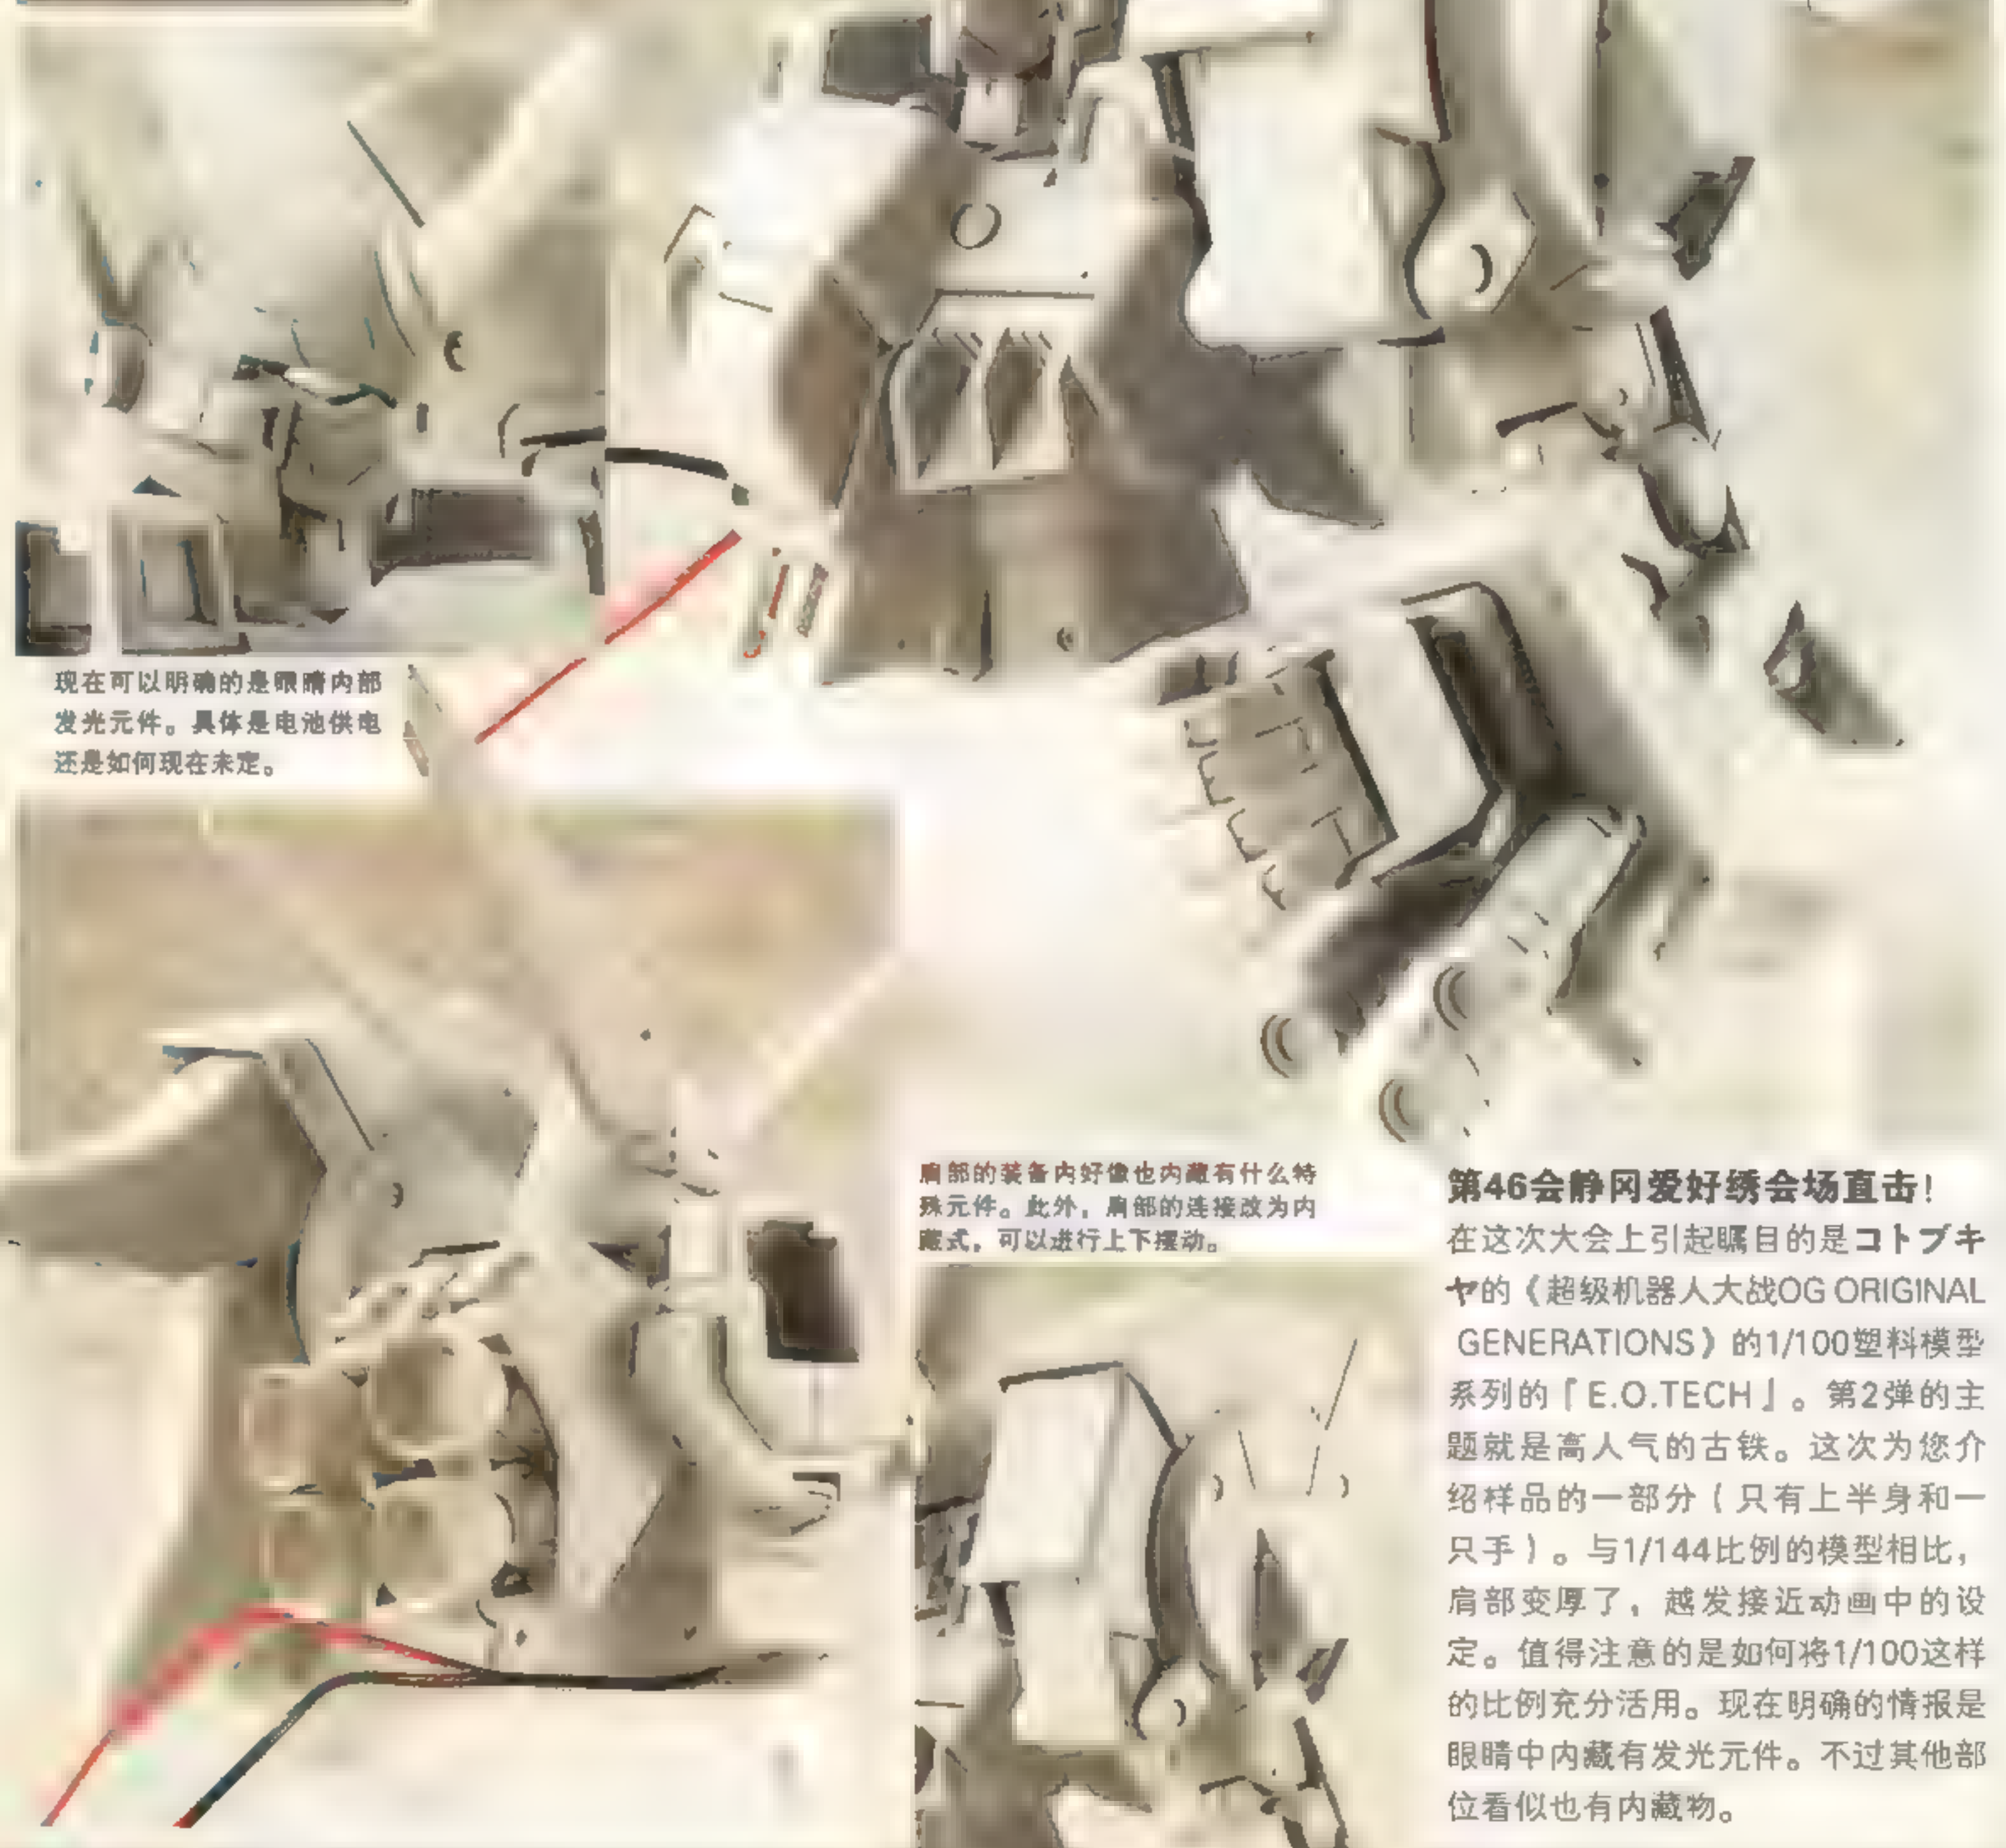 现在可以明确的是眼睛内部
发光元件。具体是电池供电
还是如何现在未定。
肩部的装备内好像也内藏有什么特
殊元件。此外，肩部的连接改为内
藏式，可以进行上下摆动。
第46会静冈爱好绣会场直击！
在这次大会上引起瞩目的是コトブキ
ヤ的《超级机器人大战OG ORIGINAL
GENERATIONS》的1/100塑料模型
系列的「E.O.TECH」。第2弹的主
题就是高人气的古铁。这次为您介
绍样品的一部分（只有上半身和一
只手）。与1/144比例的模型相比，
肩部变厚了，越发接近动画中的设
定。值得注意的是如何将1/100这样
的比例充分活用。现在明确的情报是
眼睛中内藏有发光元件。不过其他部
位看似也有内藏物。